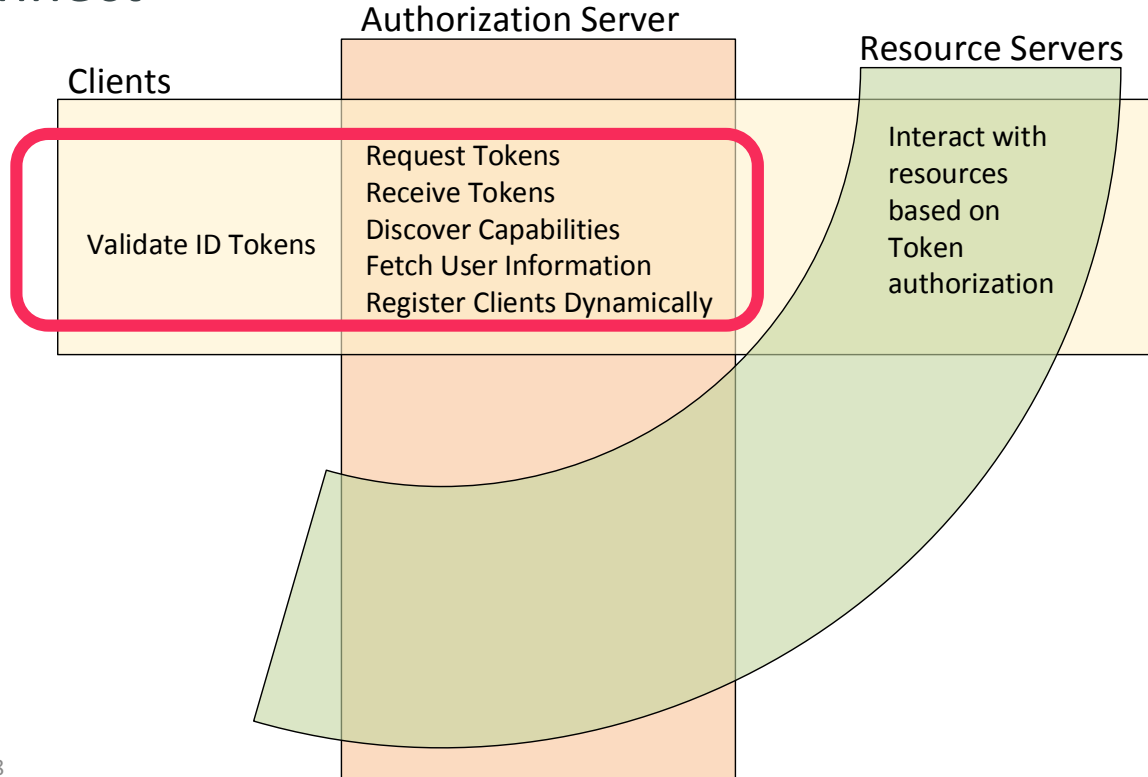 Authorization Server
Resource Servers
Clients
Validate ID Tokens
Request Tokens
Receive Tokens
Discover Capabilities
Fetch User Information
Register Clients Dynamically
Interact with
resources
based on
Token
authorization